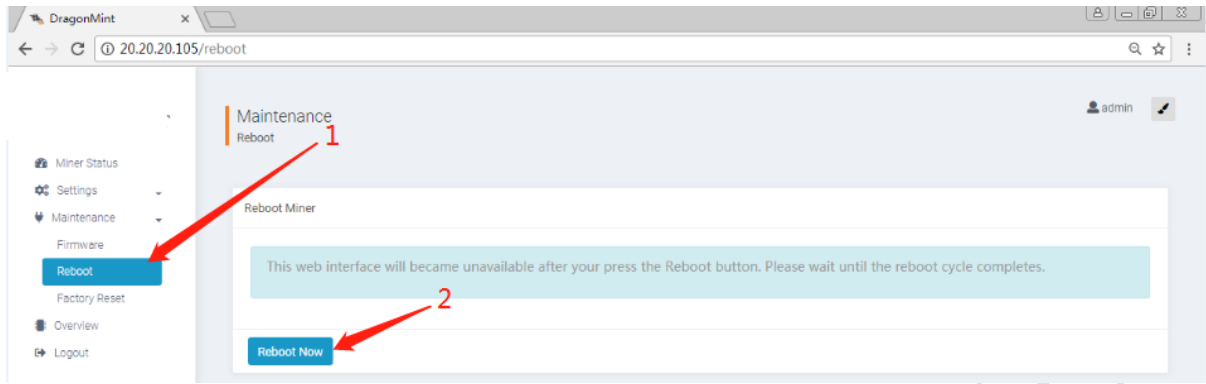 DragonMint
20.20.20.105/reboot
admin
Maintenance
Reboot
1
Miner Status
Settings
Maintenance
Firmware
Reboot
Factory Reset
Overview
Logout
Reboot Miner
This web interface will became unavailable after your press the Reboot button. Please wait until the reboot cycle completes.
2
Reboot Now